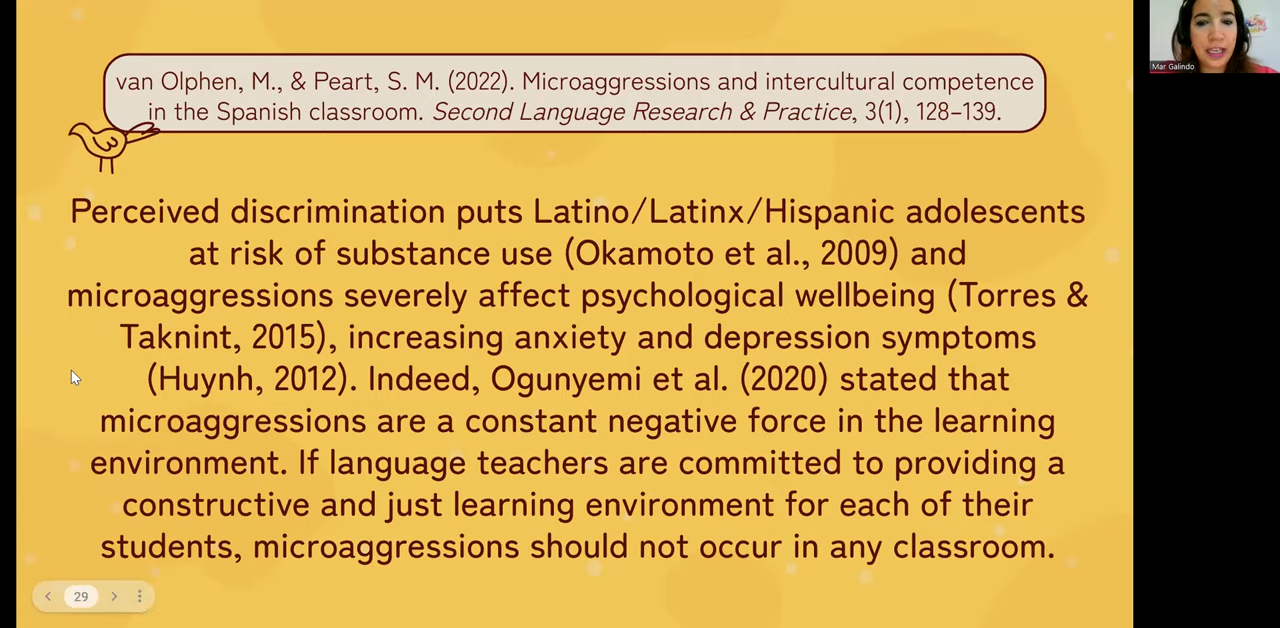 van Olphen, M., & Peart, S. M. (2022). Microaggressions and intercultural competence
in the Spanish classroom. Second Language Research & Practice, 3(1), 128–139.
Perceived discrimination puts Latino/Latinx/Hispanic adolescents
at risk of substance use (Okamoto et al., 2009) and
microaggressions severely affect psychological wellbeing (Torres &
Taknint, 2015), increasing anxiety and depression symptoms
(Huynh, 2012). Indeed, Ogunyemi et al. (2020) stated that
microaggressions are a constant negative force in the learning
environment. If language teachers are committed to providing a
constructive and just learning environment for each of their
students, microaggressions should not occur in any classroom.
29
Mar Galindo